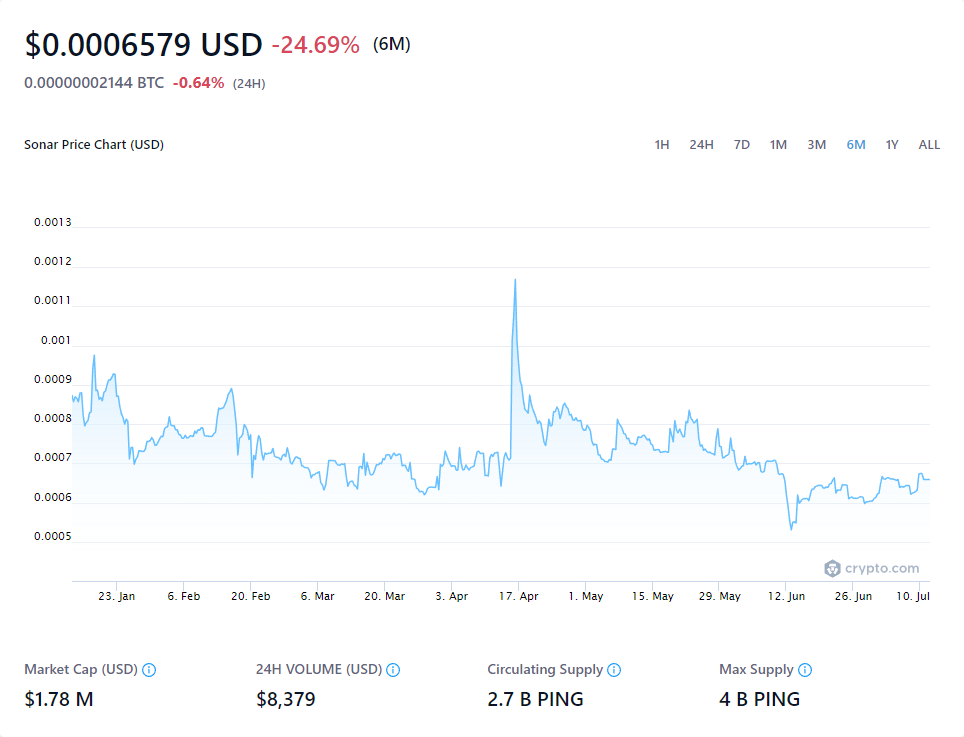 $0.0006579 USD -24.69% (6M)
0.00000002144 BTC -0.64% (24H)
Sonar Price Chart (USD) 1H 24H 7D 1M 3M 6M 1Y ALL
0.0013
0.0012
0.0011
0.001
0.0009
0.0008
0.0007
0.0006
0.0005
crypto.com
23. Jan 6. Feb 20. Feb 6. Mar 20. Mar 3. Apr 17. Apr 1. May 15. May 29. May 12. Jun 26. Jun 10. Jul
Market Cap (USD) 24H VOLUME (USD) Circulating Supply Max Supply
$1.78 M $8,379 2.7 B PING 4 B PING